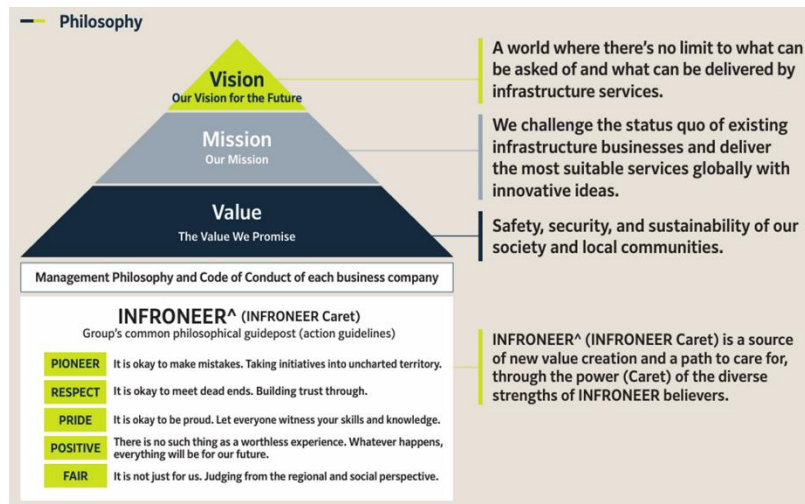 Philosophy
Vision
Our Vision for the Future
A world where there's no limit to what can
be asked of and what can be delivered by
infrastructure services.
Mission
Our Mission
We challenge the status quo of existing
infrastructure businesses and deliver
the most suitable services globally with
innovative ideas.
Value
The Value We Promise
Safety, security, and sustainability of our
society and local communities.
Management Philosophy and Code of Conduct of each business company
INFRONEER^ (INFRONEER Caret)
Group's common philosophical guidepost (action guidelines)
PIONEER It is okay to make mistakes. Taking initiatives into uncharted territory.
RESPECT It is okay to meet dead ends. Building trust through.
PRIDE It is okay to be proud. Let everyone witness your skills and knowledge.
POSITIVE There is no such thing as a worthless experience. Whatever happens,
everything will be for our future.
FAIR It is not just for us. Judging from the regional and social perspective.
INFRONEER^ (INFRONEER Caret) is a source
of new value creation and a path to care for,
through the power (Caret) of the diverse
strengths of INFRONEER believers.